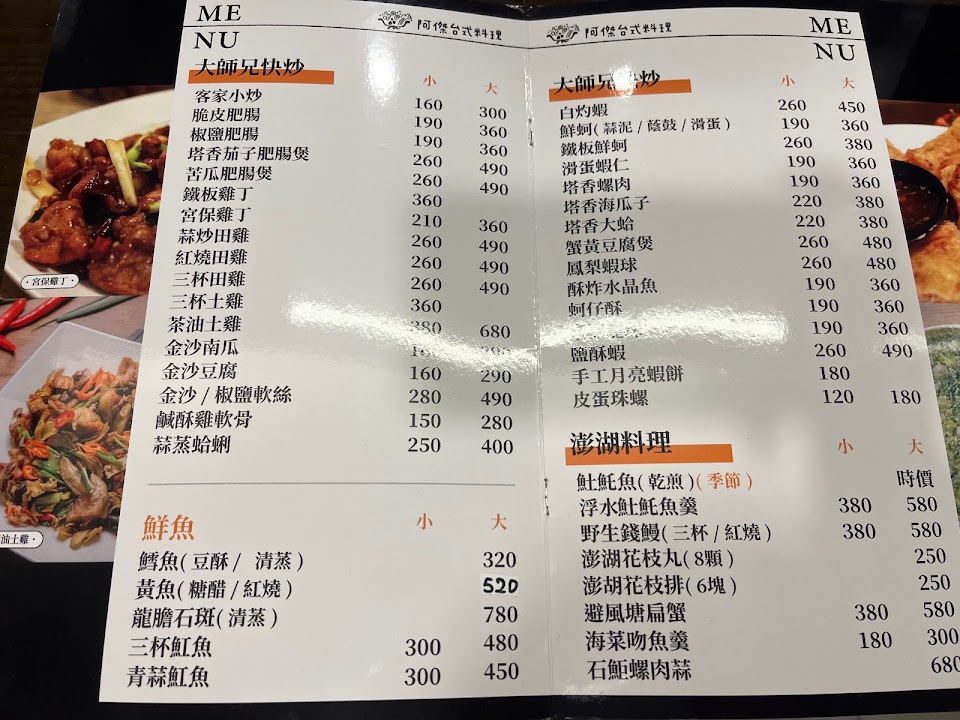 ME
NU
阿傑台式料理
大師兄快炒 小 大
客家小炒 160 300
脆皮肥腸 190 360
椒鹽肥腸 190 360
塔香茄子肥腸煲 260 490
苦瓜肥腸煲 260 490
鐵板雞丁 360
宮保雞丁 210 360
蒜炒田雞 260 490
紅燒田雞 260 490
三杯田雞 260 490
三杯土雞 360
茶油土雞 380 680
金沙南瓜
金沙豆腐 160 290
金沙 / 椒鹽軟絲 280 490
鹹酥雞軟骨 150 280
蒜蒸蛤蜊 250 400
鮮魚 小 大
鱈魚( 豆酥 / 清蒸 ) 320
黃魚( 糖醋 / 紅燒 ) 520
龍膽石斑( 清蒸 ) 780
三杯魟魚 300 480
青蒜魟魚 300 450
阿傑台式料理
ME
NU
大師兄快炒 小 大
白灼蝦 260 450
鮮蚵( 蒜泥 / 蔭鼓 / 滑蛋 ) 190 360
鐵板鮮蚵 260 380
滑蛋蝦仁 190 360
塔香螺肉 190 360
塔香海瓜子 220 380
塔香大蛤 220 380
蟹黃豆腐煲 260 480
鳳梨蝦球 260 480
酥炸水晶魚 190 360
蚵仔酥 190 360
190 360
鹽酥蝦 260 490
手工月亮蝦餅 180
皮蛋珠螺 120 180
澎湖料理 小 大
𩵚魠魚( 乾煎 )( 季節 ) 時價
浮水𩵚魠魚羹 380 580
野生錢鰻( 三杯 / 紅燒 ) 380 580
澎湖花枝丸( 8顆 ) 250
澎胡花枝排( 6塊 ) 250
避風塘扁蟹 380 580
海菜吻魚羹 180 300
石鮔螺肉蒜 680
·宮保雞丁·
油土雞·